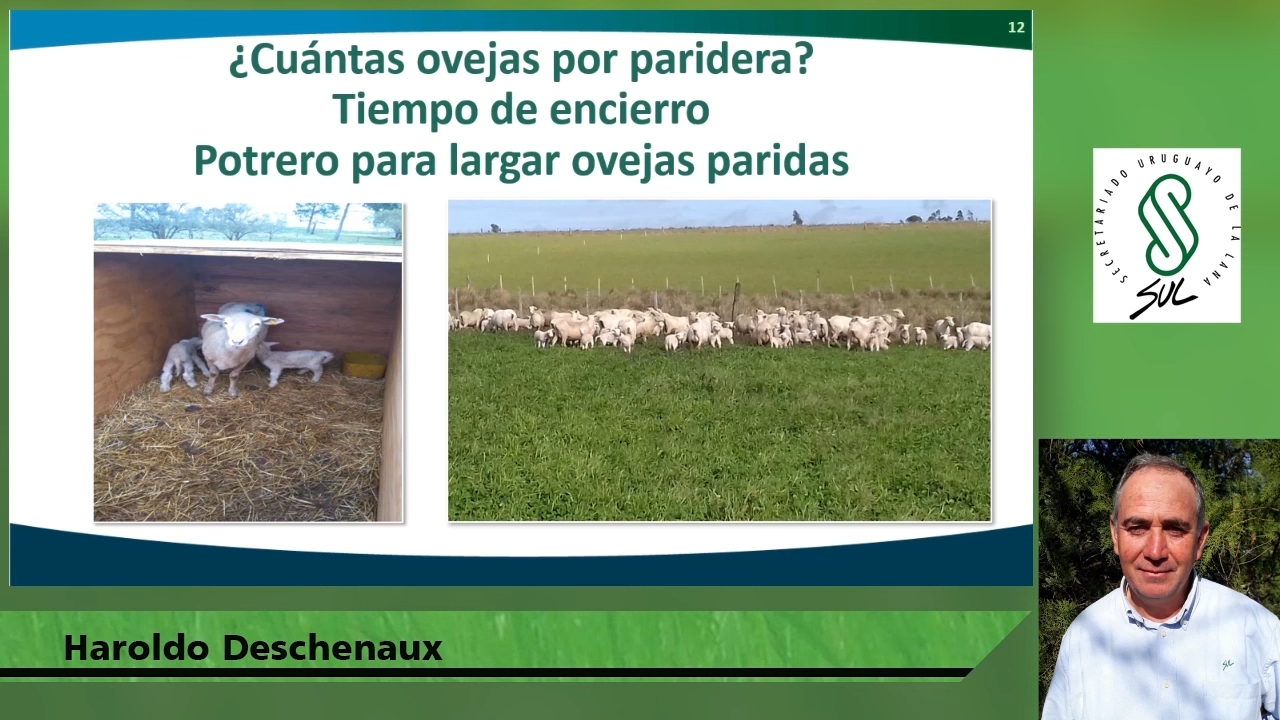 12
¿Cuántas ovejas por paridera?
Tiempo de encierro
Potrero para largar ovejas paridas
SECRETARIADO URUGUAYO DE LA LANA
SUL
Haroldo Deschenaux
SUL